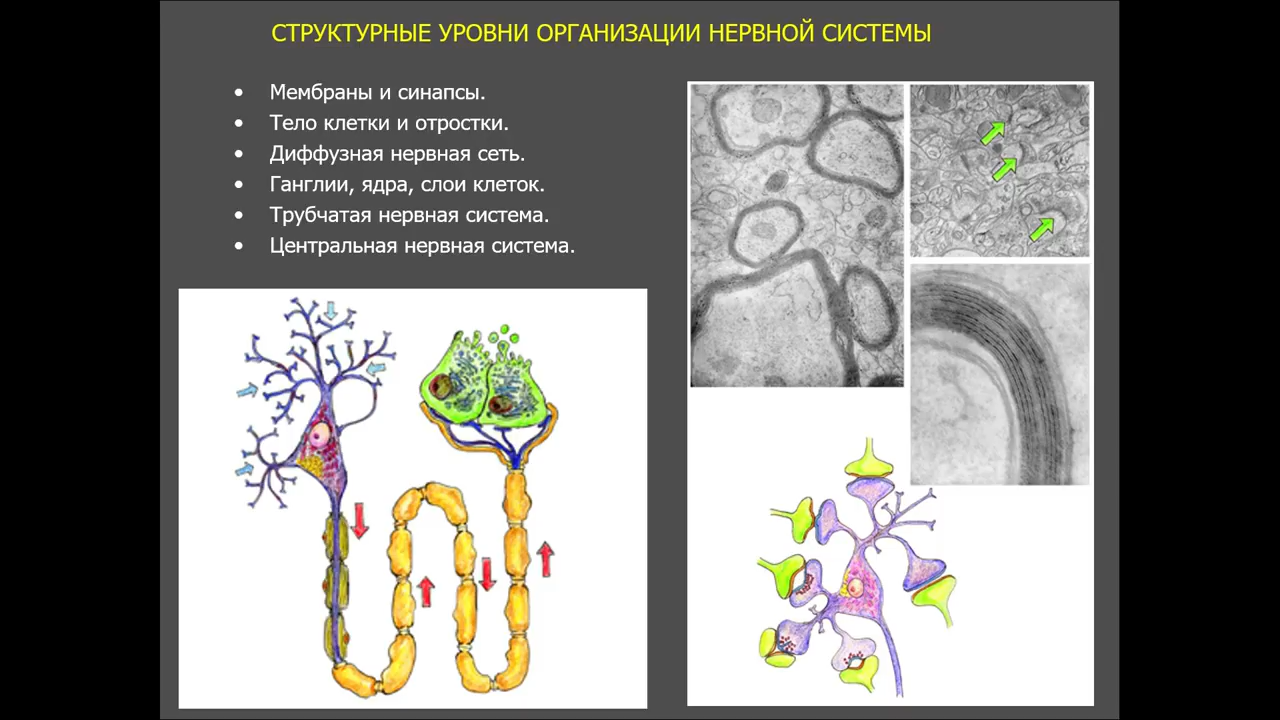 СТРУКТУРНЫЕ УРОВНИ ОРГАНИЗАЦИИ НЕРВНОЙ СИСТЕМЫ
• Мембраны и синапсы.
• Тело клетки и отростки.
• Диффузная нервная сеть.
• Ганглии, ядра, слои клеток.
• Трубчатая нервная система.
• Центральная нервная система.